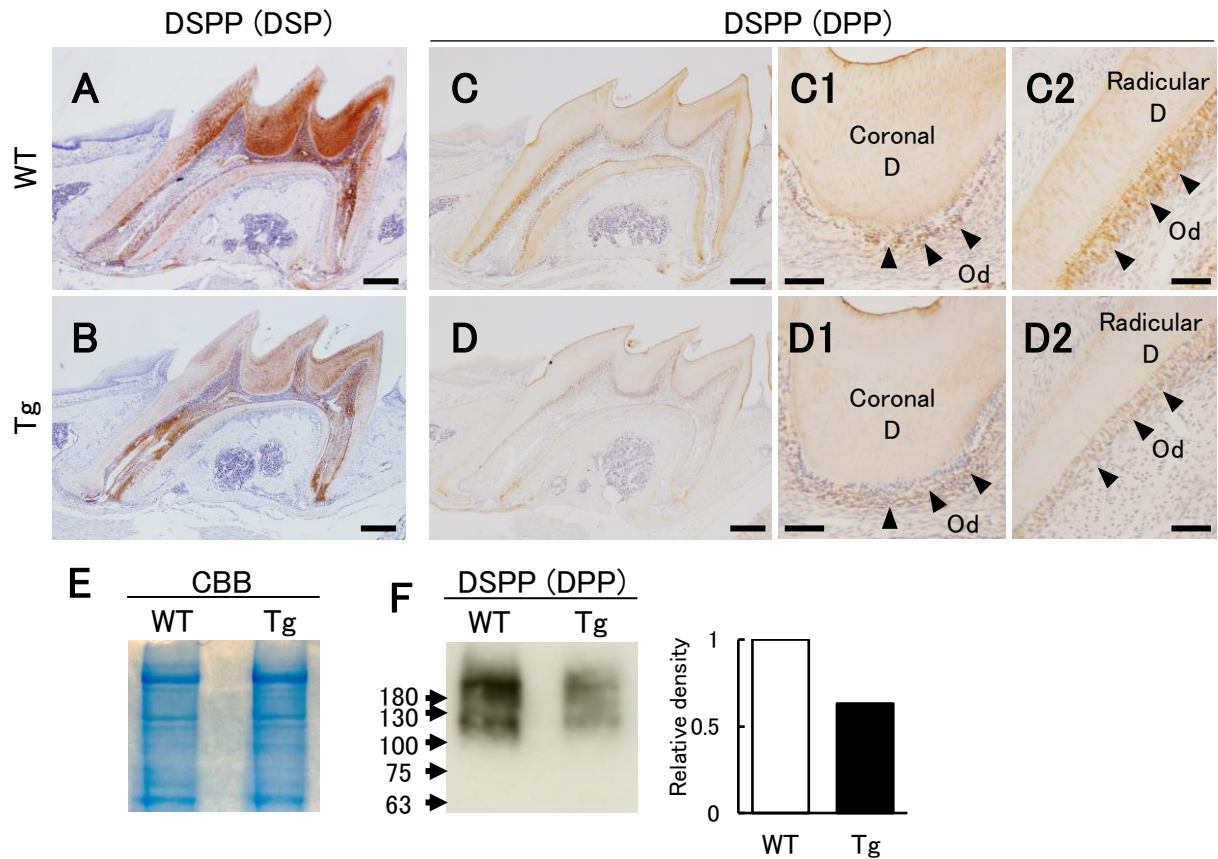 DSPP (DSP)
DSPP (DPP)
WT
A
C
C1
Coronal
D
Od
C2
Radicular
D
Od
Tg
B
D
D1
Coronal
D
Od
D2
Radicular
D
Od
E
CBB
WT Tg
F
DSPP (DPP)
WT Tg
180
130
100
75
63
Relative density
1
0.5
0
WT Tg